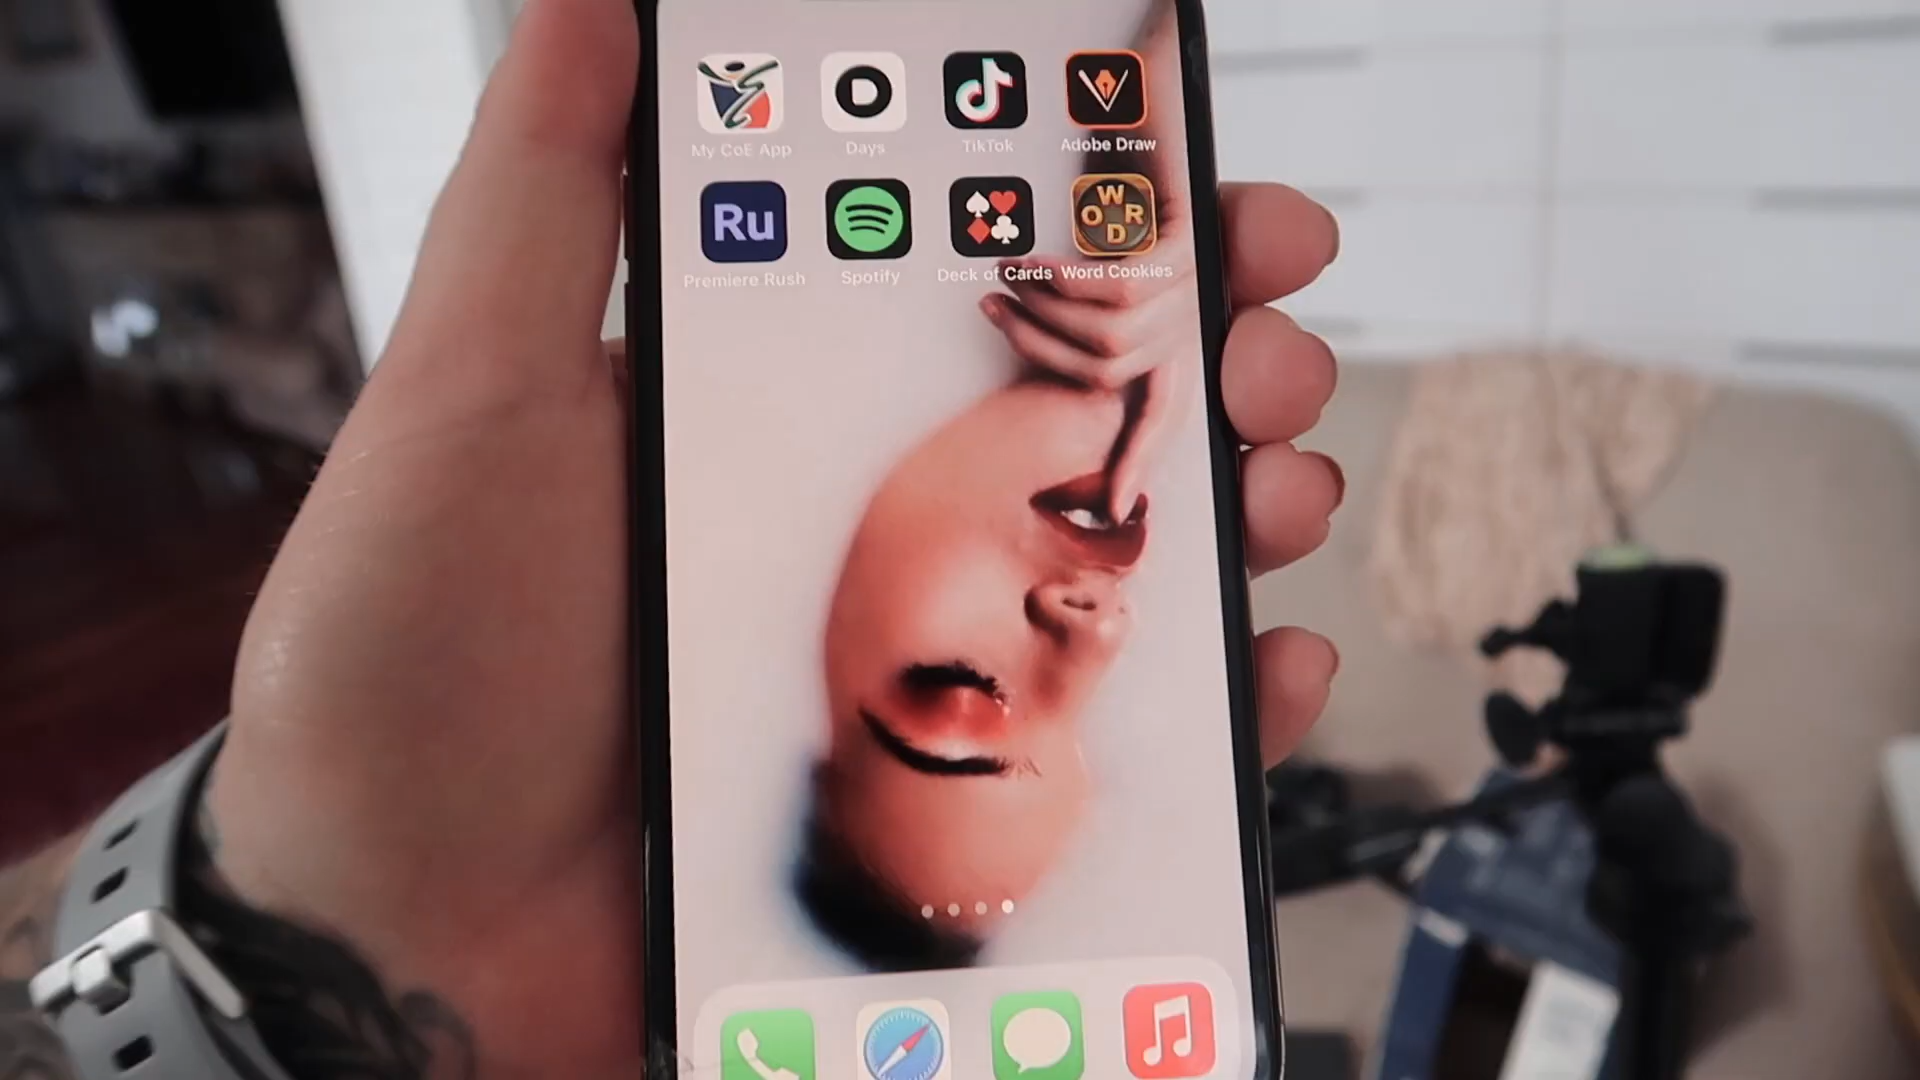 My CoE App Days TikTok Adobe Draw
Ru W O R D
Premiere Rush Spotify Deck of Cards Word Cookies